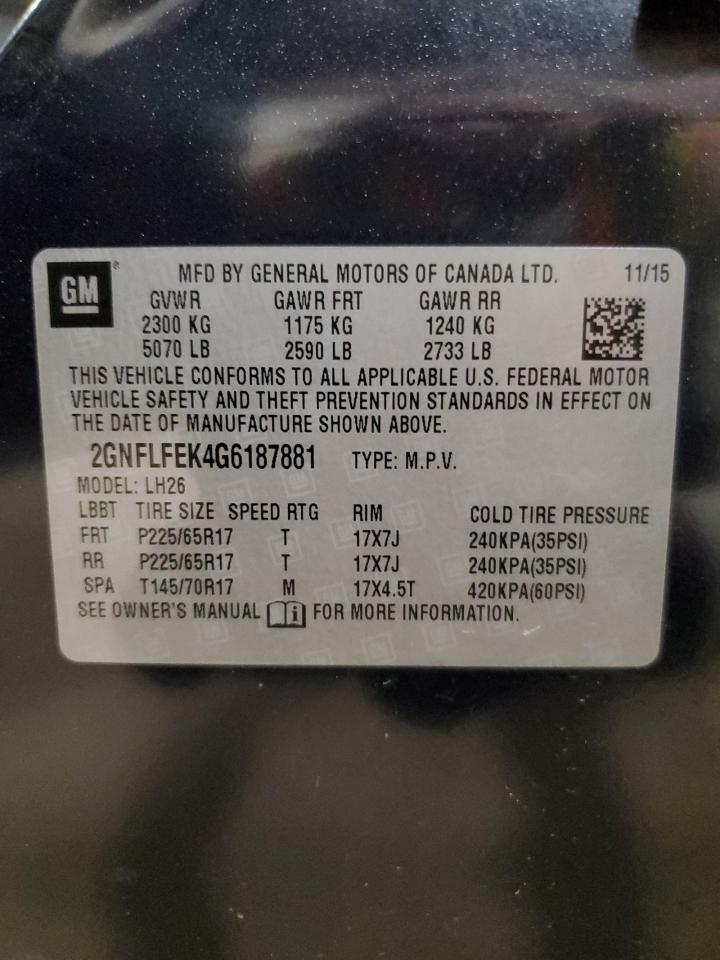 GM® MFD BY GENERAL MOTORS OF CANADA LTD. 11/15
GVWR GAWR FRT GAWR RR
2300 KG 1175 KG 1240 KG
5070 LB 2590 LB 2733 LB
THIS VEHICLE CONFORMS TO ALL APPLICABLE U.S. FEDERAL MOTOR
VEHICLE SAFETY AND THEFT PREVENTION STANDARDS IN EFFECT ON
THE DATE OF MANUFACTURE SHOWN ABOVE.
2GNFLFEK4G6187881 TYPE: M.P.V.
MODEL: LH26
LBBT TIRE SIZE SPEED RTG RIM COLD TIRE PRESSURE
FRT P225/65R17 T 17X7J 240KPA(35PSI)
RR P225/65R17 T 17X7J 240KPA(35PSI)
SPA T145/70R17 M 17X4.5T 420KPA(60PSI)
SEE OWNER'S MANUAL i FOR MORE INFORMATION.